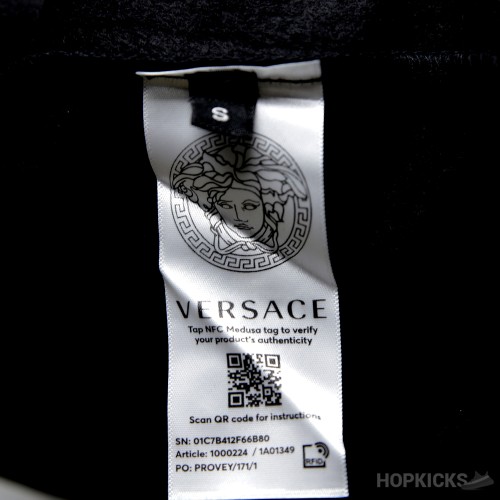 S
VERSACE
Tap NFC Medusa tag to verify
your product's authenticity
Scan QR code for instructions
SN: 01C7B412F66B80
Article: 1000224 / 1A01349
PO: PROVEY/171/1
RFID
HOPKICKS